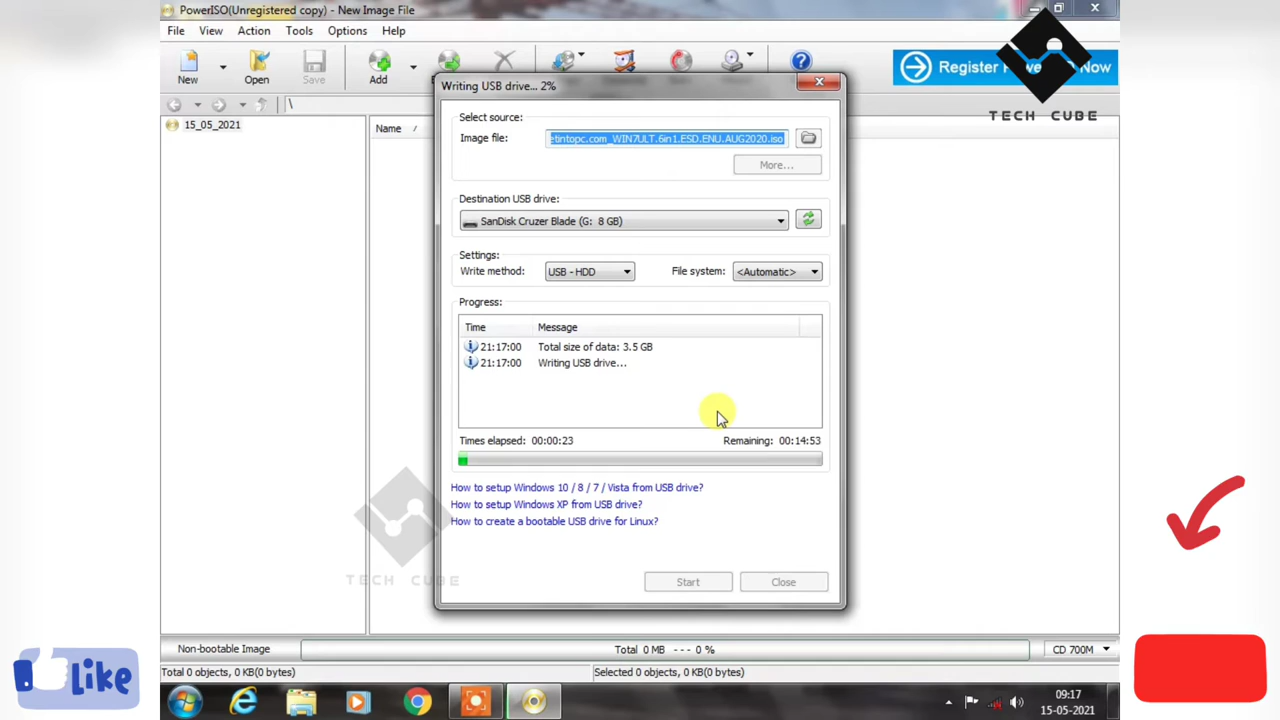 PowerISO(Unregistered copy) - New Image File
File View Action Tools Options Help
New Open Save Add
Register Now
TECH CUBE
\
15_05_2021
Name
Writing USB drive... 2%
Select source:
Image file: etintopc.com_WIN7ULT.6in1.ESD.ENU.AUG2020.iso
More...
Destination USB drive:
SanDisk Cruzer Blade (G: 8 GB)
Settings:
Write method: USB - HDD File system: <Automatic>
Progress:
Time Message
21:17:00 Total size of data: 3.5 GB
21:17:00 Writing USB drive...
Times elapsed: 00:00:23 Remaining: 00:14:53
How to setup Windows 10 / 8 / 7 / Vista from USB drive?
How to setup Windows XP from USB drive?
How to create a bootable USB drive for Linux?
TECH CUBE
Start Close
Non-bootable Image Total 0 MB --- 0 % CD 700M
Total 0 objects, 0 KB(0 bytes) Selected 0 objects, 0 KB(0 bytes)
Like
09:17
15-05-2021